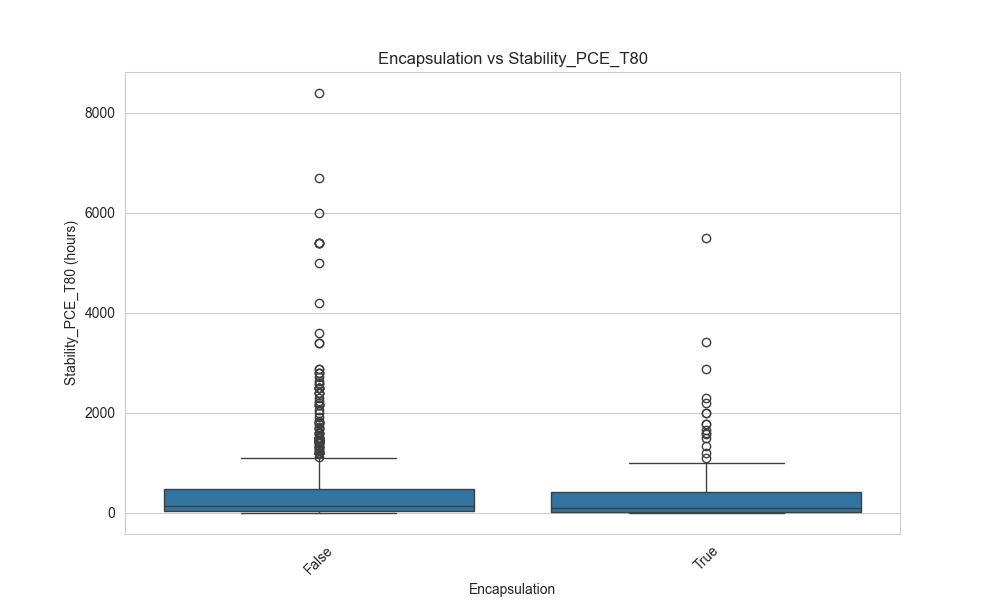 Encapsulation vs Stability_PCE_T80
8000
6000
4000
2000
0
Stability_PCE_T80 (hours)
False
True
Encapsulation